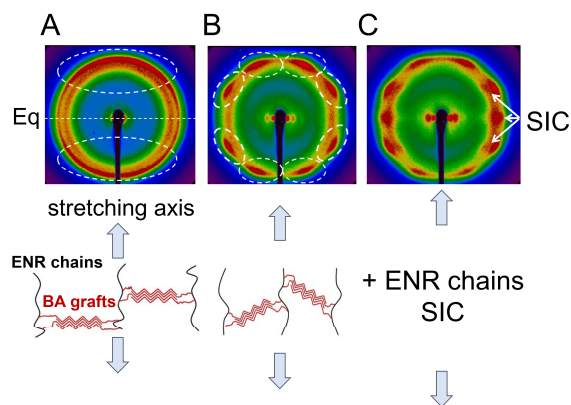 A
B
C
Eq
SIC
stretching axis
ENR chains
BA grafts
+ ENR chains
SIC